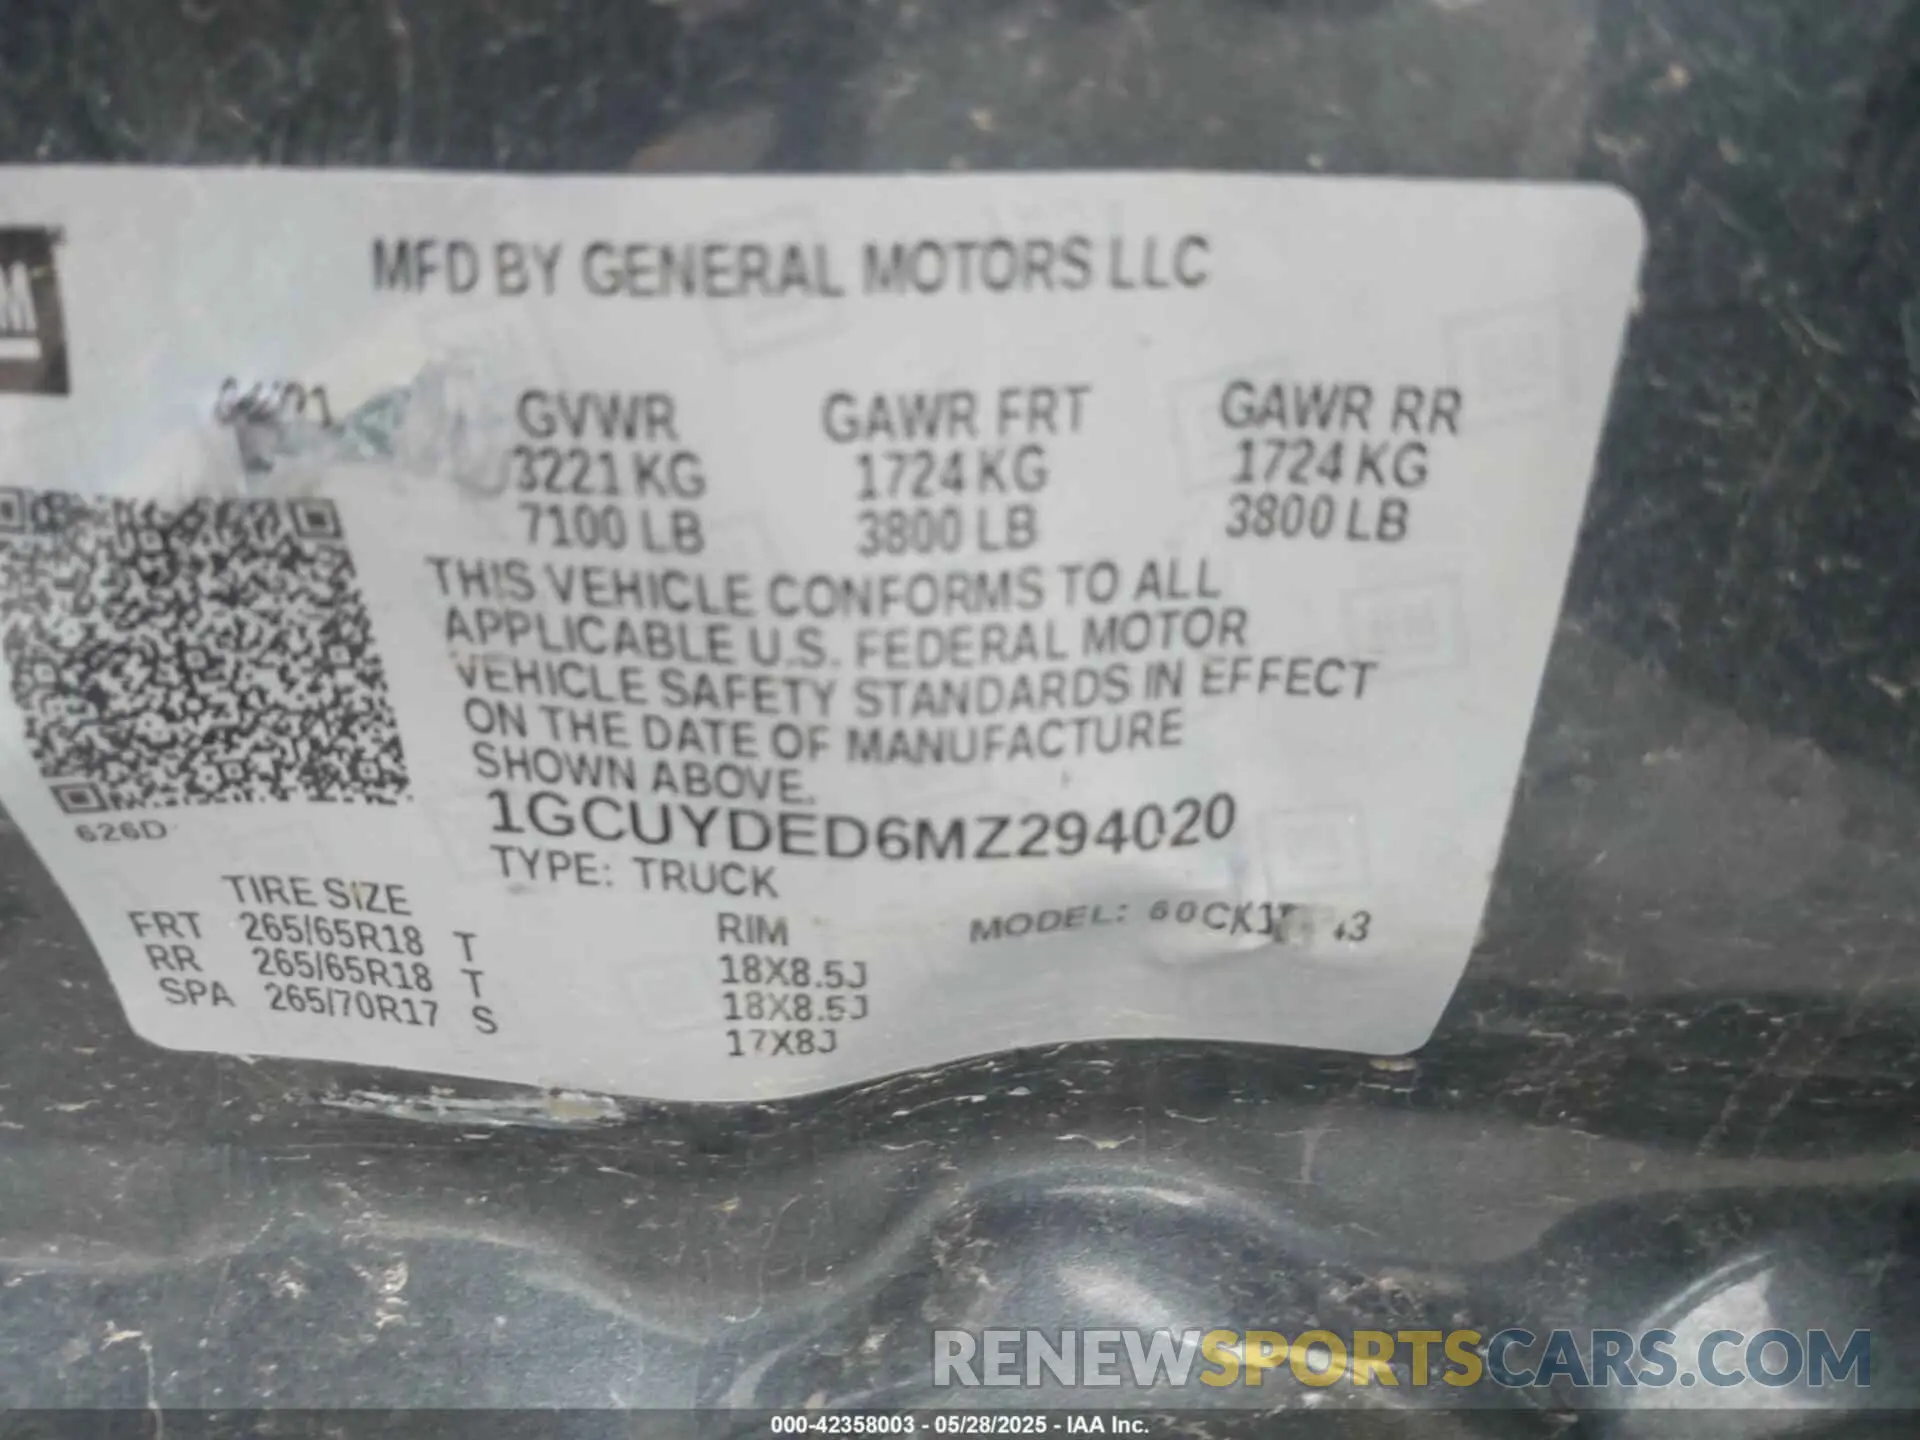 MFD BY GENERAL MOTORS LLC
GVWR GAWR FRT GAWR RR
3221 KG 1724 KG 1724 KG
7100 LB 3800 LB 3800 LB
THIS VEHICLE CONFORMS TO ALL
APPLICABLE U.S. FEDERAL MOTOR
VEHICLE SAFETY STANDARDS IN EFFECT
ON THE DATE OF MANUFACTURE
SHOWN ABOVE.
1GCUYDED6MZ294020
626D
TYPE: TRUCK
TIRE SIZE RIM MODEL:
FRT 265/65R18 T 18X8.5J
RR 265/65R18 T 18X8.5J
SPA 265/70R17 S 17X8J
RENEWSPORTSCARS.COM
000-42358003 - 05/28/2025 - IAA Inc.